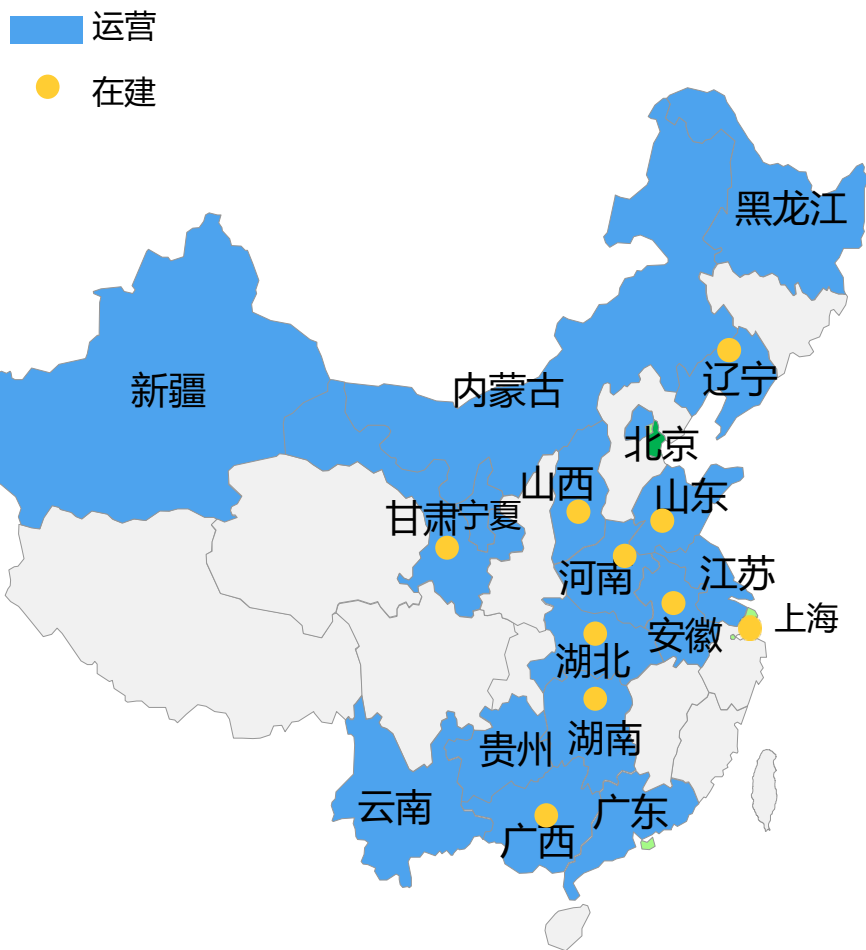 运营
在建
黑龙江
新疆
内蒙古
辽宁
北京
山西
山东
甘肃
宁夏
河南
江苏
上海
安徽
湖北
湖南
贵州
云南
广东
广西